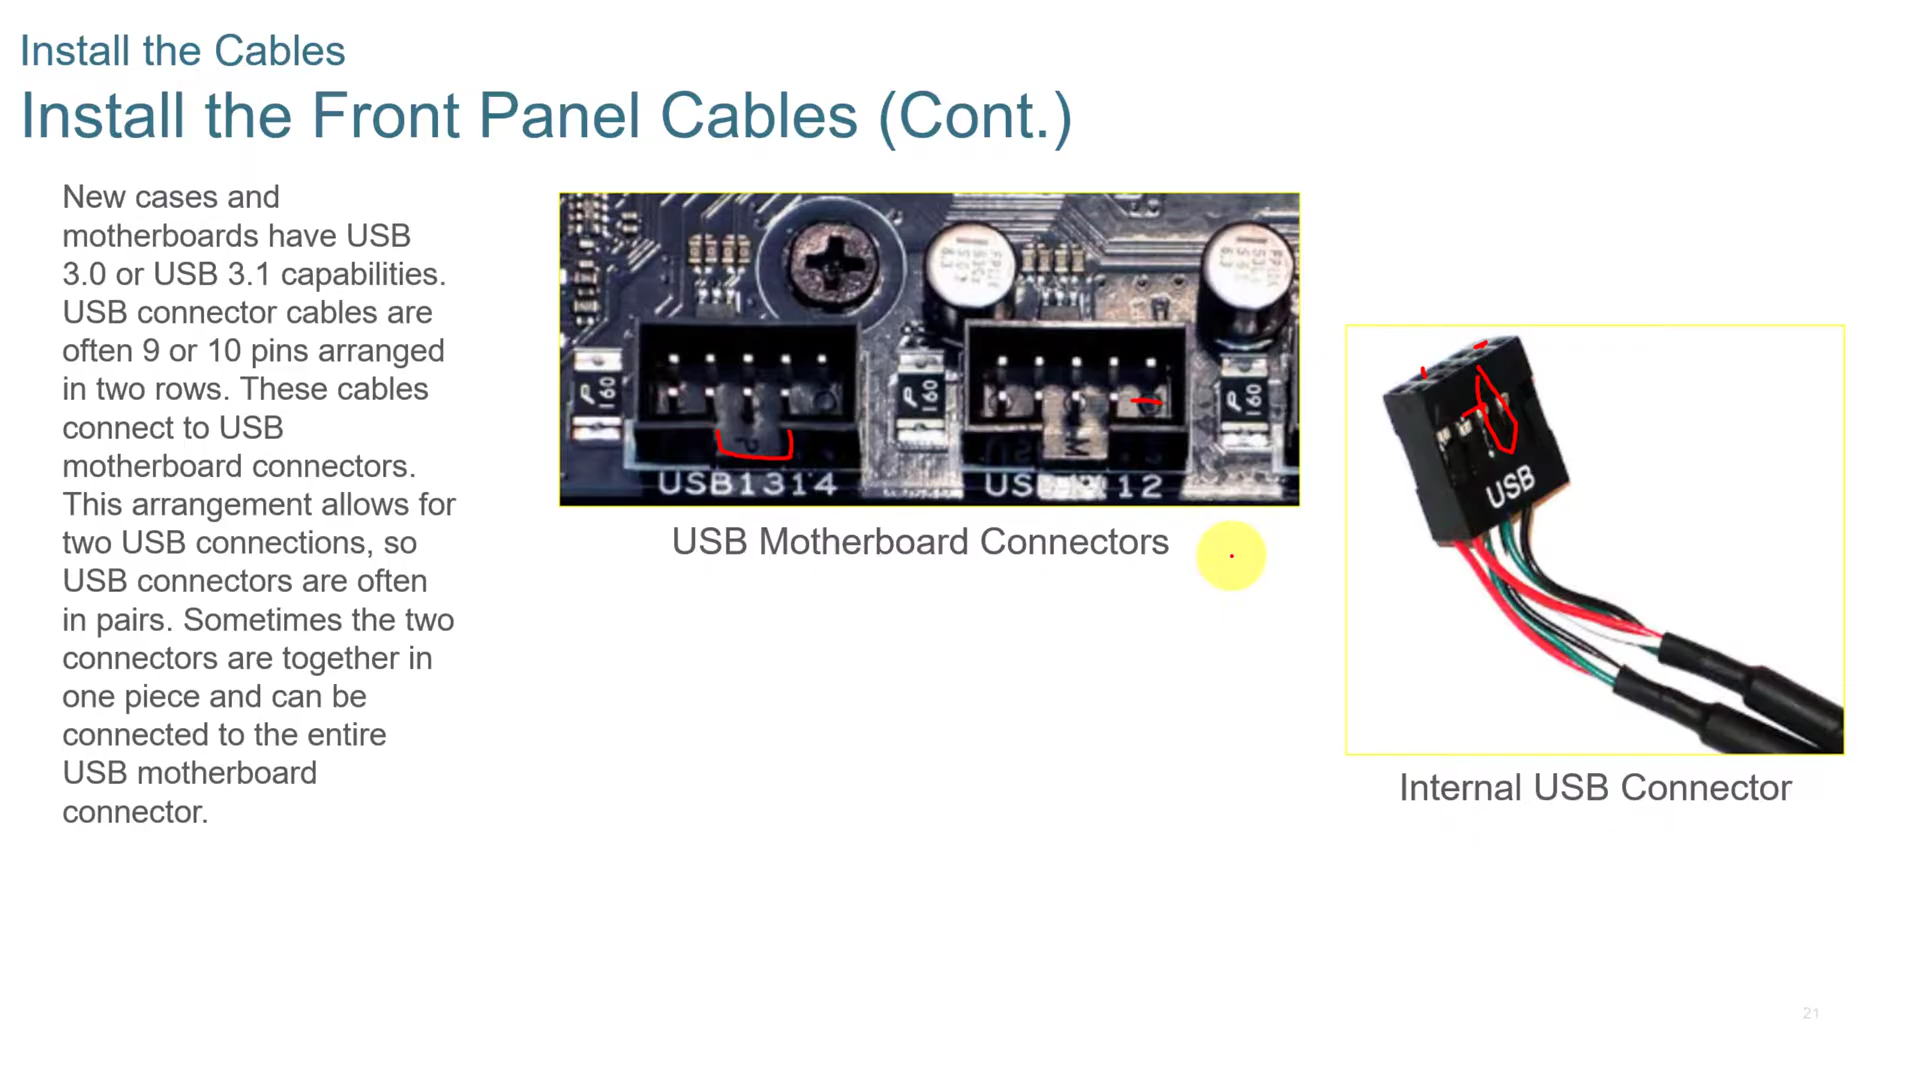 Install the Cables
Install the Front Panel Cables (Cont.)
New cases and
motherboards have USB
3.0 or USB 3.1 capabilities.
USB connector cables are
often 9 or 10 pins arranged
in two rows. These cables
connect to USB
motherboard connectors.
This arrangement allows for
two USB connections, so
USB connectors are often
in pairs. Sometimes the two
connectors are together in
one piece and can be
connected to the entire
USB motherboard
connector.
160
160
160
USB1314
12
USB Motherboard Connectors
USB
Internal USB Connector
21